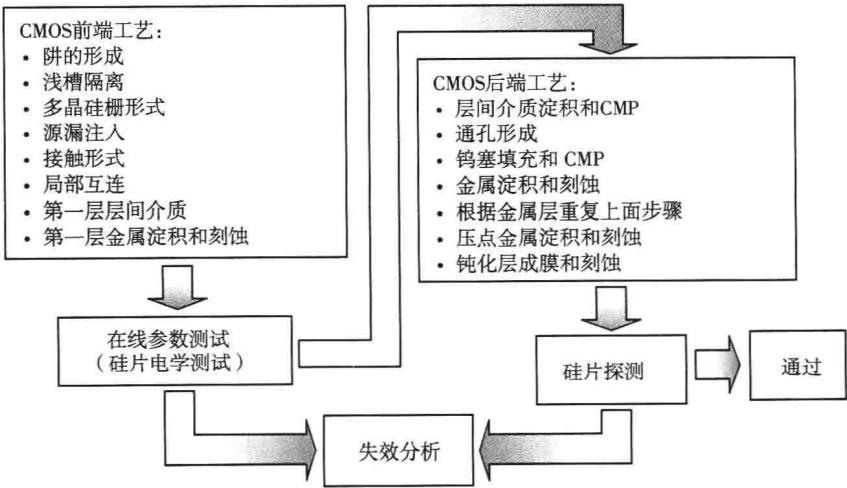 CMOS前端工艺：
• 阱的形成
• 浅槽隔离
• 多晶硅栅形式
• 源漏注入
• 接触形式
• 局部互连
• 第一层层间介质
• 第一层金属淀积和刻蚀
CMOS后端工艺：
• 层间介质淀积和CMP
• 通孔形成
• 钨塞填充和 CMP
• 金属淀积和刻蚀
• 根据金属层重复上面步骤
• 压点金属淀积和刻蚀
• 钝化层成膜和刻蚀
在线参数测试
（硅片电学测试）
硅片探测
通过
失效分析